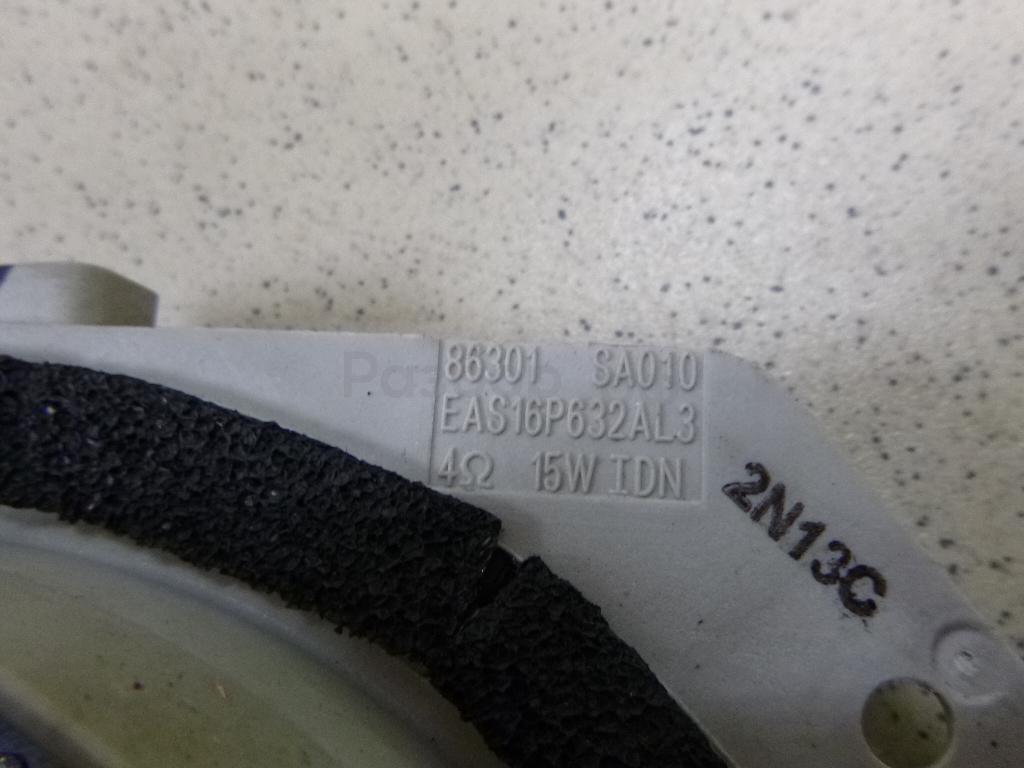 86301 SA010
EAS16P632AL3
4Ω 15W IDN
2N13C